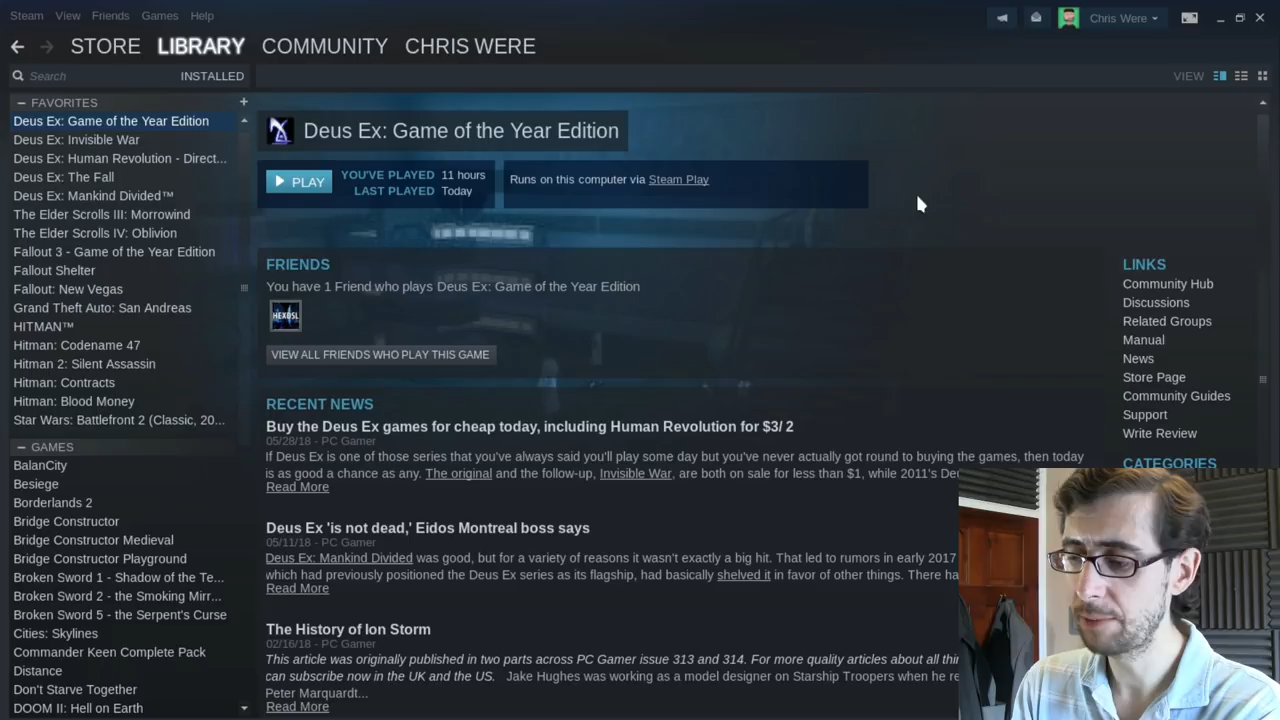 Steam View Friends Games Help
Chris Were
STORE LIBRARY COMMUNITY CHRIS WERE
Search INSTALLED
VIEW
FAVORITES
Deus Ex: Game of the Year Edition
Deus Ex: Invisible War
Deus Ex: Human Revolution - Direct...
Deus Ex: The Fall
Deus Ex: Mankind Divided™
The Elder Scrolls III: Morrowind
The Elder Scrolls IV: Oblivion
Fallout 3 - Game of the Year Edition
Fallout Shelter
Fallout: New Vegas
Grand Theft Auto: San Andreas
HITMAN™
Hitman: Codename 47
Hitman 2: Silent Assassin
Hitman: Contracts
Hitman: Blood Money
Star Wars: Battlefront 2 (Classic, 20...
GAMES
BalanCity
Besiege
Borderlands 2
Bridge Constructor
Bridge Constructor Medieval
Bridge Constructor Playground
Broken Sword 1 - Shadow of the Te...
Broken Sword 2 - the Smoking Mirr...
Broken Sword 5 - the Serpent's Curse
Cities: Skylines
Commander Keen Complete Pack
Distance
Don't Starve Together
DOOM II: Hell on Earth
Deus Ex: Game of the Year Edition
PLAY
YOU'VE PLAYED 11 hours
LAST PLAYED Today
Runs on this computer via Steam Play
FRIENDS
You have 1 Friend who plays Deus Ex: Game of the Year Edition
HEXDSL
VIEW ALL FRIENDS WHO PLAY THIS GAME
RECENT NEWS
Buy the Deus Ex games for cheap today, including Human Revolution for $3/ 2
05/28/18 - PC Gamer
If Deus Ex is one of those series that you've always said you'll play some day but you've never actually got round to buying the games, then today
is as good a chance as any. The original and the follow-up, Invisible War, are both on sale for less than $1, while 2011's De
Read More
Deus Ex 'is not dead,' Eidos Montreal boss says
05/11/18 - PC Gamer
Deus Ex: Mankind Divided was good, but for a variety of reasons it wasn't exactly a big hit. That led to rumors in early 2017
which had previously positioned the Deus Ex series as its flagship, had basically shelved it in favor of other things. There ha
Read More
The History of Ion Storm
02/16/18 - PC Gamer
This article was originally published in two parts across PC Gamer issue 313 and 314. For more quality articles about all thin
can subscribe now in the UK and the US. Jake Hughes was working as a model designer on Starship Troopers when he re
Peter Marquardt...
Read More
LINKS
Community Hub
Discussions
Related Groups
Manual
News
Store Page
Community Guides
Support
Write Review
CATEGORIES